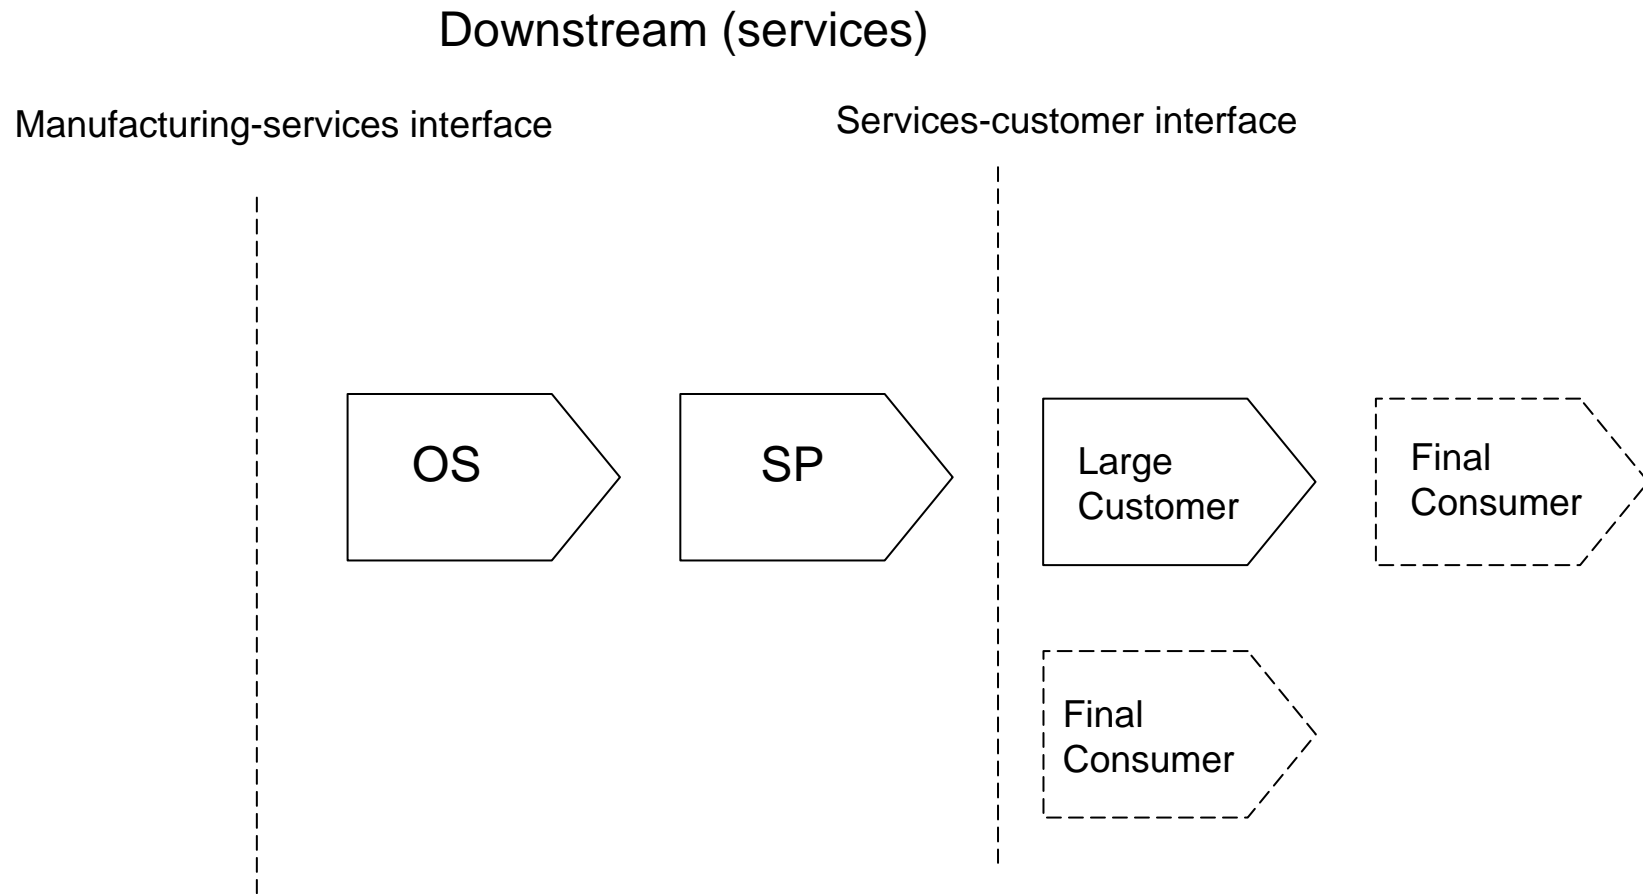 Downstream (services)
Manufacturing-services interface
Services-customer interface
OS
SP
Large
Customer
Final
Consumer
Final
Consumer